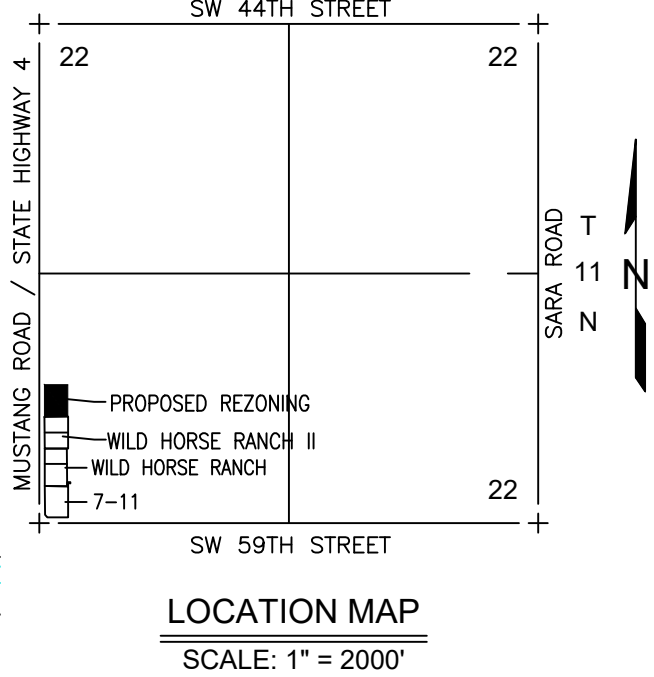 SW 44TH STREET
22
22
MUSTANG ROAD / STATE HIGHWAY 4
SARA ROAD
T
11
N
N
PROPOSED REZONING
WILD HORSE RANCH II
WILD HORSE RANCH
7-11
22
SW 59TH STREET
LOCATION MAP
SCALE: 1" = 2000'